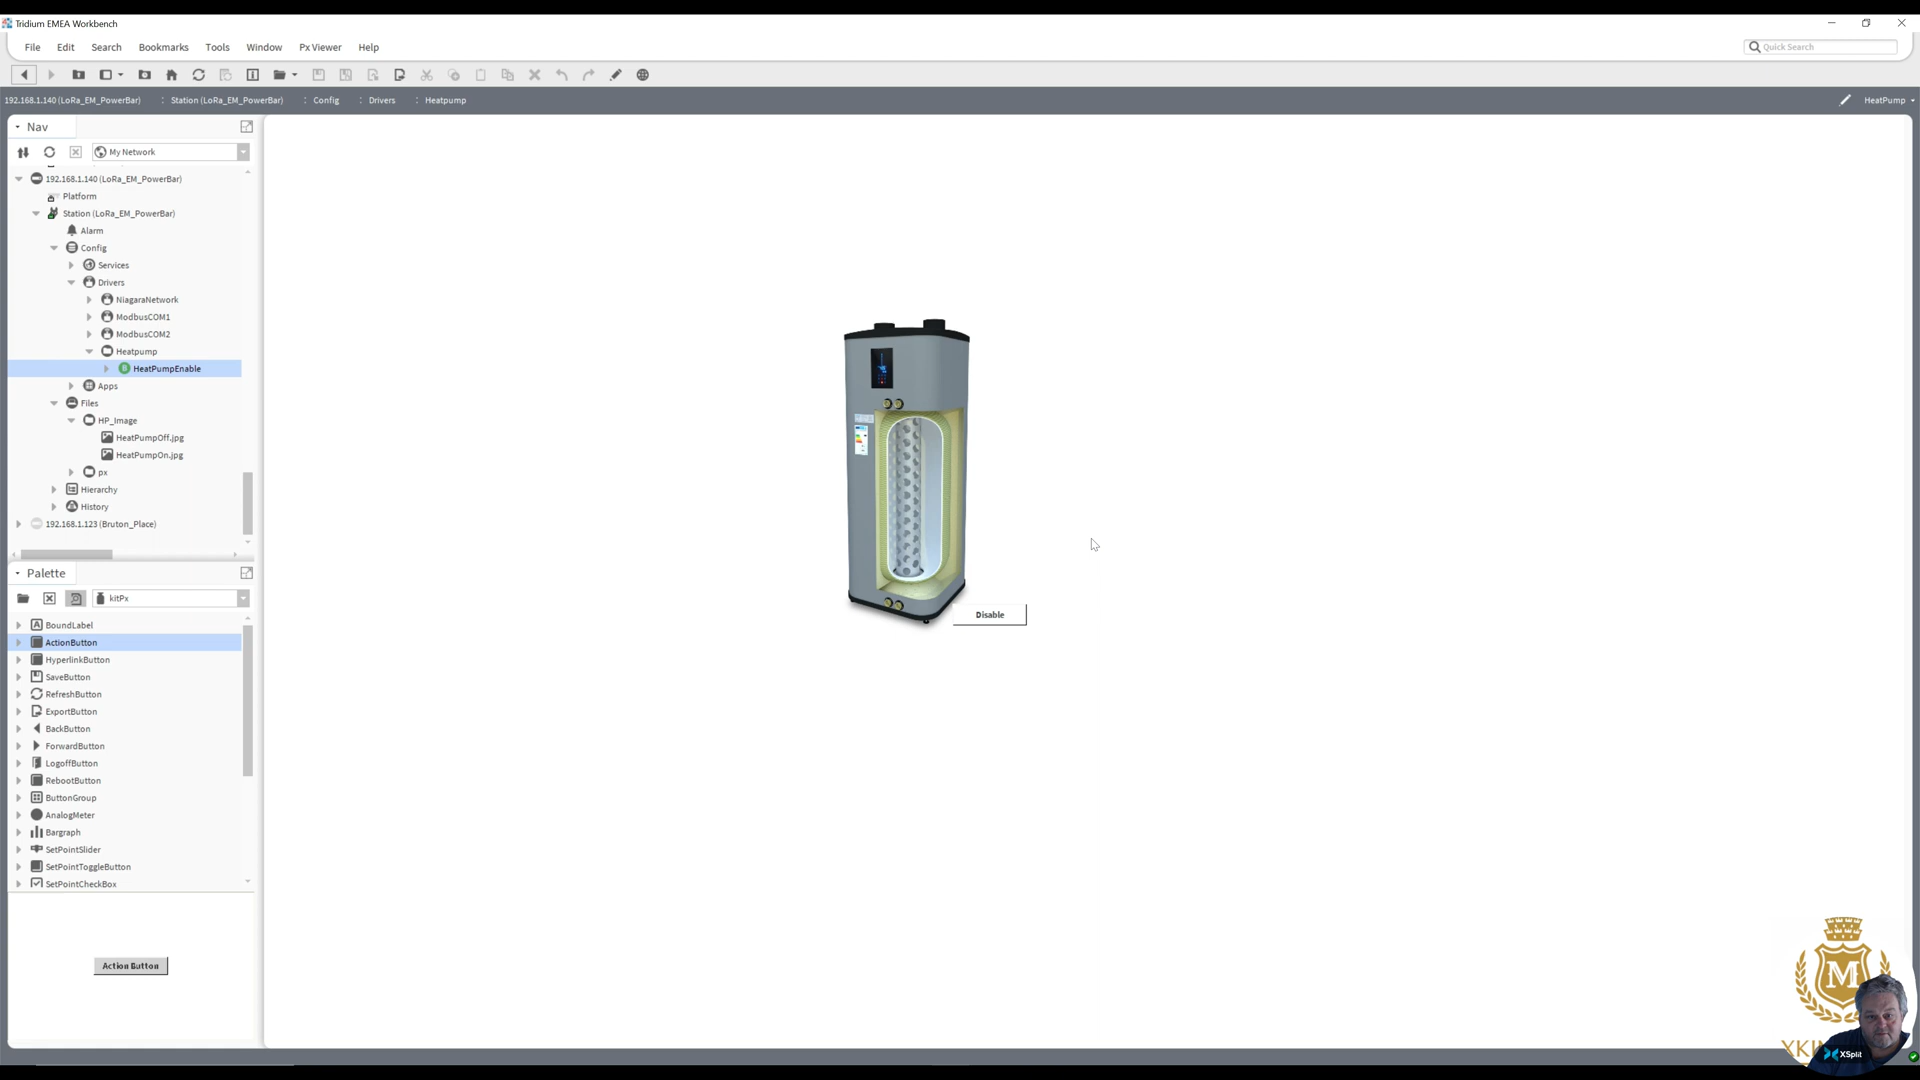 Tridium EMEA Workbench
File Edit Search Bookmarks Tools Window Px Viewer Help
Quick Search
192.168.1.140 (LoRa_EM_PowerBar) : Station (LoRa_EM_PowerBar) : Config : Drivers : Heatpump
HeatPump
Nav
My Network
192.168.1.140 (LoRa_EM_PowerBar)
Platform
Station (LoRa_EM_PowerBar)
Alarm
Config
Services
Drivers
NiagaraNetwork
ModbusCOM1
ModbusCOM2
Heatpump
HeatPumpEnable
Apps
Files
HP_Image
HeatPumpOff.jpg
HeatPumpOn.jpg
px
Hierarchy
History
192.168.1.123 (Bruton_Place)
Palette
kitPx
BoundLabel
ActionButton
HyperlinkButton
SaveButton
RefreshButton
ExportButton
BackButton
ForwardButton
LogoffButton
RebootButton
ButtonGroup
AnalogMeter
Bargraph
SetPointSlider
SetPointToggleButton
SetPointCheckBox
Action Button
Disable
M
XSplit